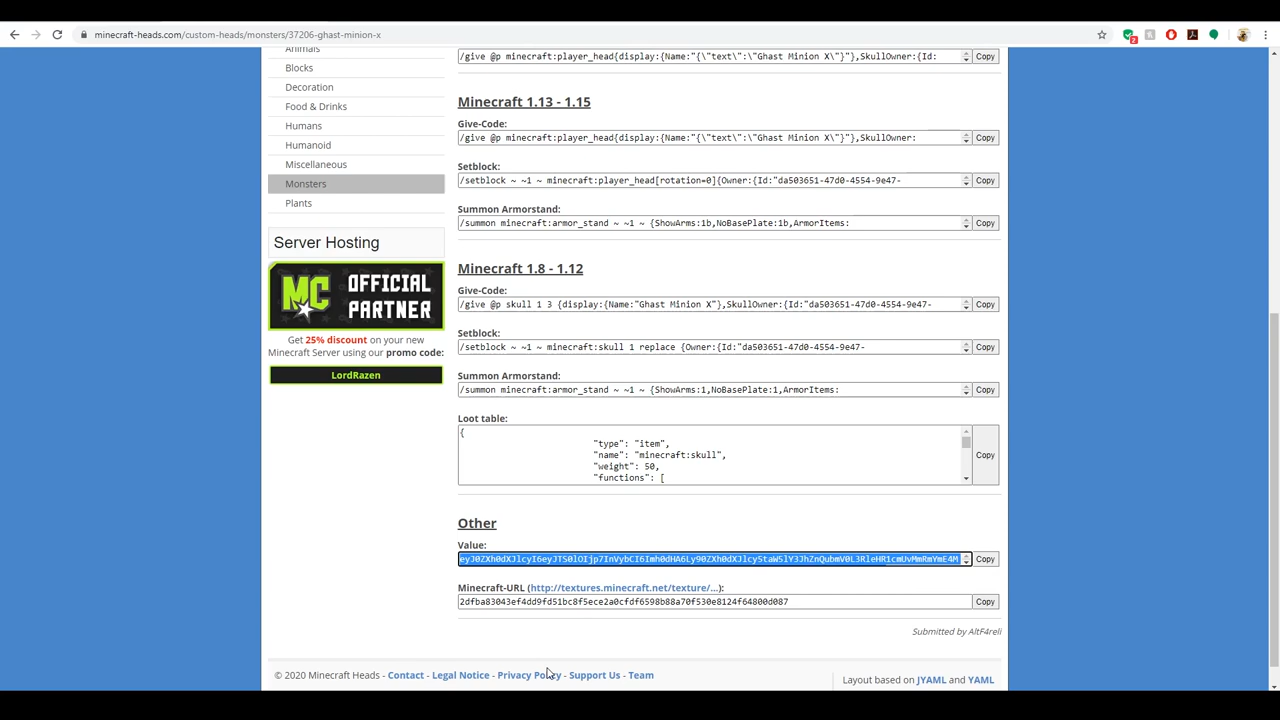 minecraft-heads.com/custom-heads/monsters/37206-ghast-minion-x
2
Animals
Blocks
Decoration
Food & Drinks
Humans
Humanoid
Miscellaneous
Monsters
Plants
Server Hosting
MC OFFICIAL PARTNER
Get 25% discount on your new
Minecraft Server using our promo code:
LordRazen
/give @p minecraft:player_head{display:{Name:"{\"text\":\"Ghast Minion X\"}"},SkullOwner:{Id: Copy
Minecraft 1.13 - 1.15
Give-Code:
/give @p minecraft:player_head{display:{Name:"{\"text\":\"Ghast Minion X\"}"},SkullOwner: Copy
Setblock:
/setblock ~ ~1 ~ minecraft:player_head[rotation=0]{Owner:{Id:"da503651-47d0-4554-9e47- Copy
Summon Armorstand:
/summon minecraft:armor_stand ~ ~1 ~ {ShowArms:1b,NoBasePlate:1b,ArmorItems: Copy
Minecraft 1.8 - 1.12
Give-Code:
/give @p skull 1 3 {display:{Name:"Ghast Minion X"},SkullOwner:{Id:"da503651-47d0-4554-9e47- Copy
Setblock:
/setblock ~ ~1 ~ minecraft:skull 1 replace {Owner:{Id:"da503651-47d0-4554-9e47- Copy
Summon Armorstand:
/summon minecraft:armor_stand ~ ~1 ~ {ShowArms:1,NoBasePlate:1,ArmorItems: Copy
Loot table:
{
"type": "item",
"name": "minecraft:skull",
"weight": 50,
"functions": [
Copy
Other
Value:
Copy
Minecraft-URL (http://textures.minecraft.net/texture/...):
2dfba83043ef4dd9fd51bc8f5ece2a0cfdf6598b88a70f530e8124f64800d087 Copy
Submitted by AltF4reli
© 2020 Minecraft Heads - Contact - Legal Notice - Privacy Policy - Support Us - Team
Layout based on JYAML and YAML